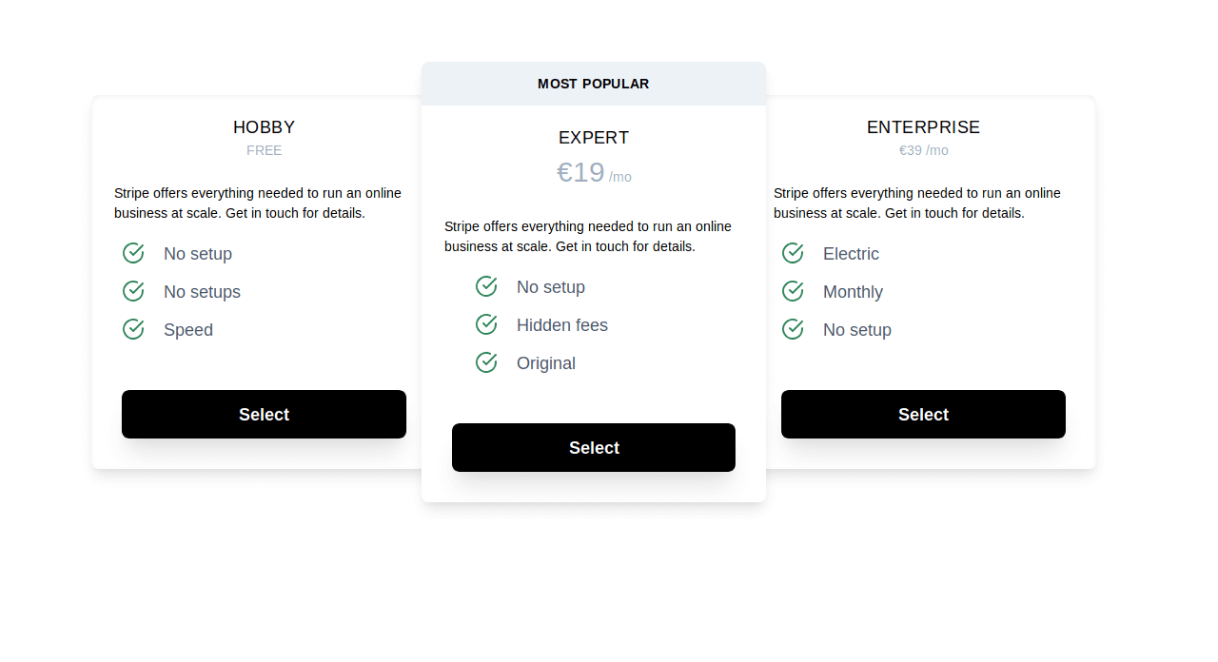 HOBBY
FREE
Stripe offers everything needed to run an online
business at scale. Get in touch for details.
No setup
No setups
Speed
Select
MOST POPULAR
EXPERT
€19 /mo
Stripe offers everything needed to run an online
business at scale. Get in touch for details.
No setup
Hidden fees
Original
Select
ENTERPRISE
€39 /mo
Stripe offers everything needed to run an online
business at scale. Get in touch for details.
Electric
Monthly
No setup
Select